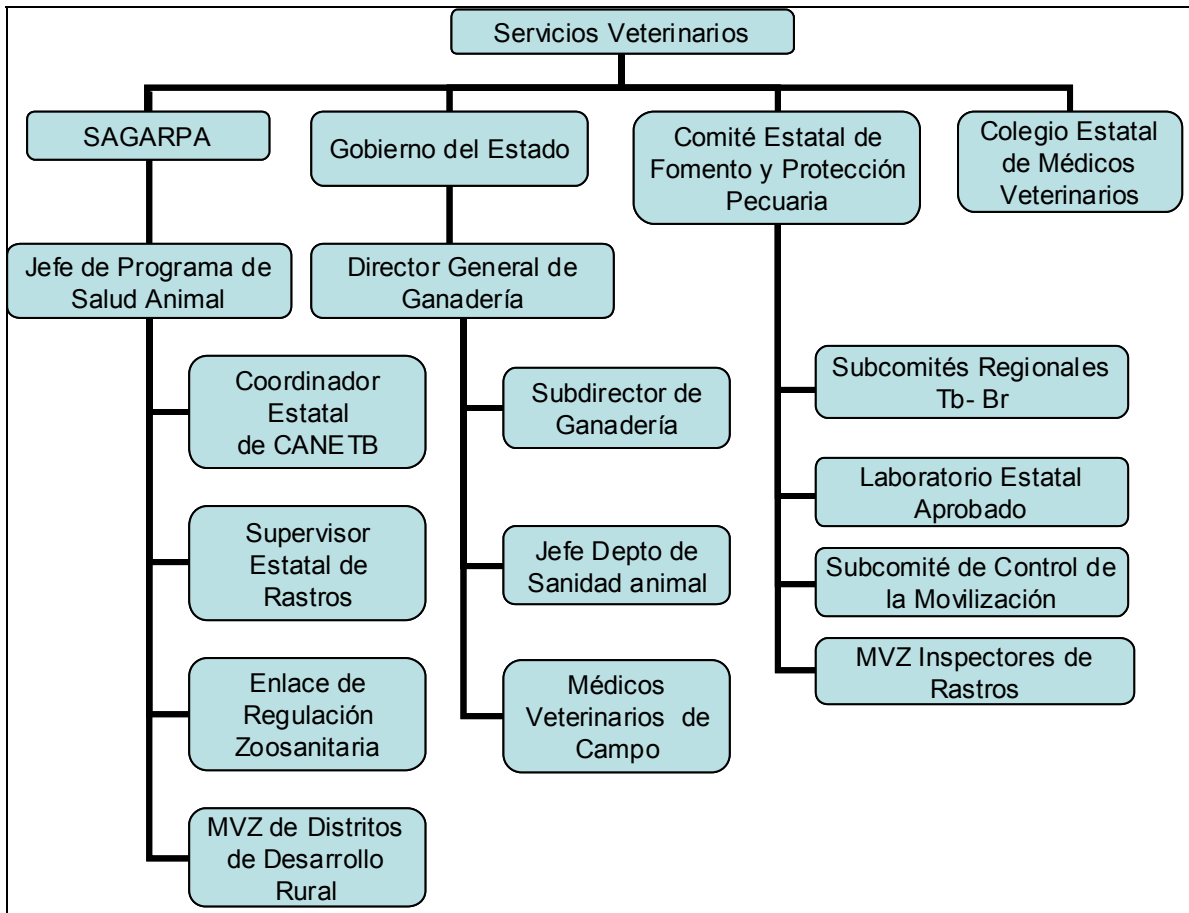 Servicios Veterinarios
SAGARPA
Gobierno del Estado
Comité Estatal de
Fomento y Protección
Pecuaria
Colegio Estatal
de Médicos
Veterinarios
Jefe de Programa de
Salud Animal
Director General de
Ganadería
Coordinador
Estatal
de CANETB
Supervisor
Estatal de
Rastros
Enlace de
Regulación
Zoosanitaria
MVZ de Distritos
de Desarrollo
Rural
Subdirector de
Ganadería
Jefe Depto de
Sanidad animal
Médicos
Veterinarios de
Campo
Subcomités Regionales
Tb- Br
Laboratorio Estatal
Aprobado
Subcomité de Control de
la Movilización
MVZ Inspectores de
Rastros